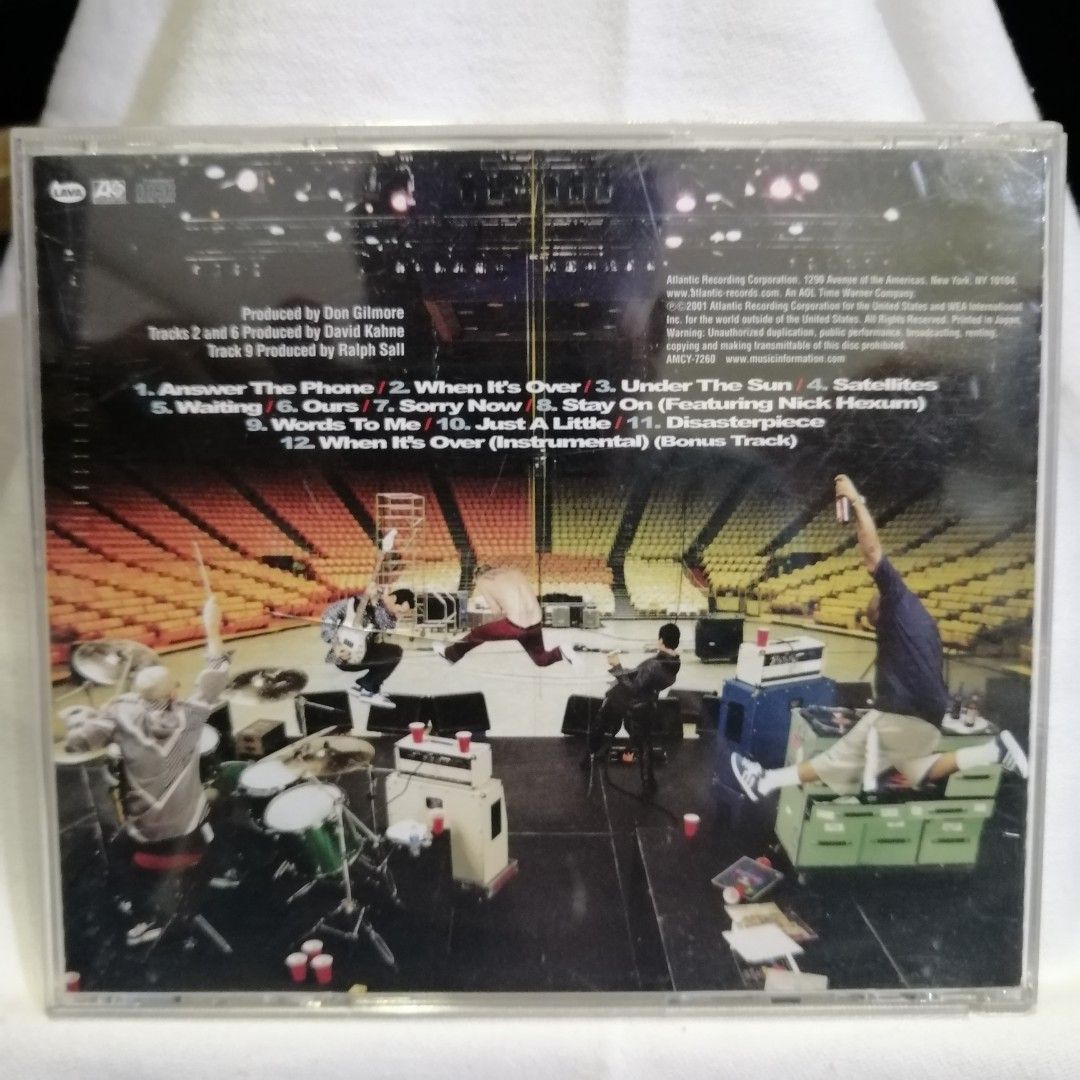 LAVA
Produced by Don Gilmore
Tracks 2 and 6 Produced by David Kahne
Track 9 Produced by Ralph Sall
Atlantic Recording Corporation. 1290 Avenue of the Americas. New York. NY 10104.
www.atlantic-records.com. An AOL Time Warner Company.
℗©2001 Atlantic Recording Corporation for the United States and WEA International
Inc. for the world outside of the United States. All Rights Reserved. Printed in Japan.
Warning: Unauthorized duplication, public performance, broadcasting, renting,
copying and making transmittable of this disc prohibited.
AMCY-7260 www.musicinformation.com
1. Answer The Phone / 2. When It's Over / 3. Under The Sun / 4. Satellites
5. Waiting / 6. Ours / 7. Sorry Now / 8. Stay On (Featuring Nick Hexum)
9. Words To Me / 10. Just A Little / 11. Disasterpiece
12. When It's Over (Instrumental) (Bonus Track)